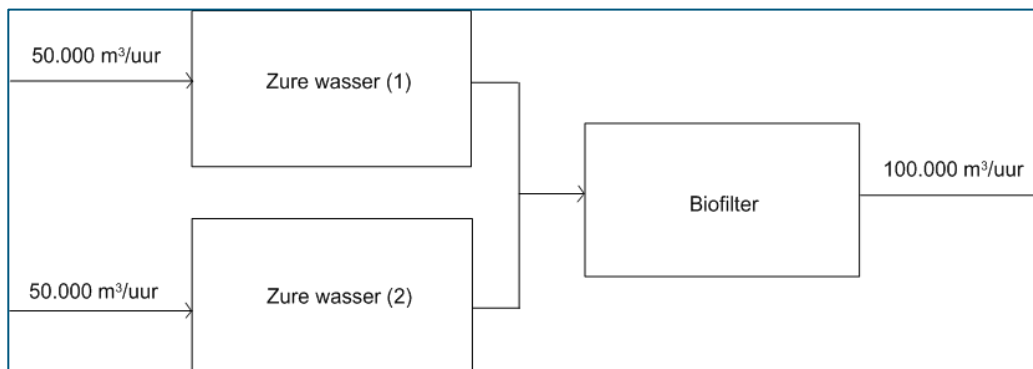 50.000 m³/uur
Zure wasser (1)
100.000 m³/uur
Biofilter
50.000 m³/uur
Zure wasser (2)